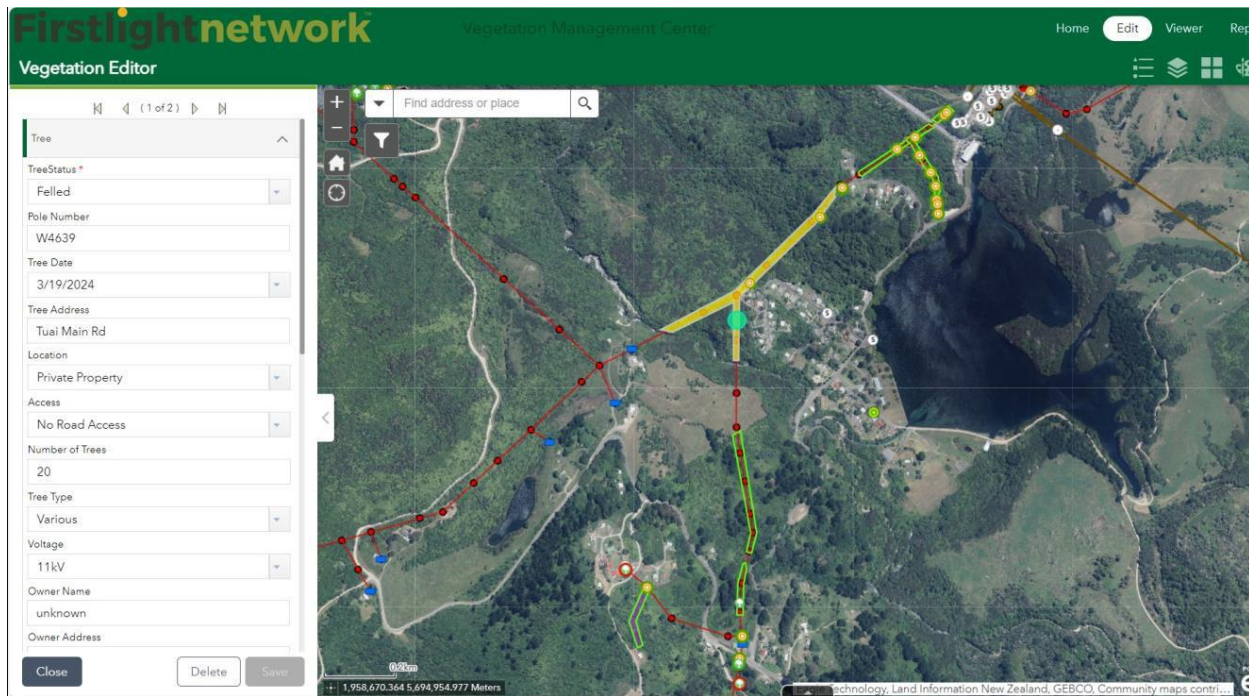 Firstlightnetwork™
Vegetation Management Center
Home
Edit
Viewer
Vegetation Editor
(1 of 2)
Tree
TreeStatus *
Felled
Pole Number
W4639
Tree Date
3/19/2024
Tree Address
Tuai Main Rd
Location
Private Property
Access
No Road Access
Number of Trees
20
Tree Type
Various
Voltage
11kV
Owner Name
unknown
Owner Address
Close
Delete
Save
+
Find address or place
−
$
$
$
0.2km
1,958,670.364 5,694,954.977 Meters
Eagle Technology, Land Information New Zealand, GEBCO, Community maps contri...